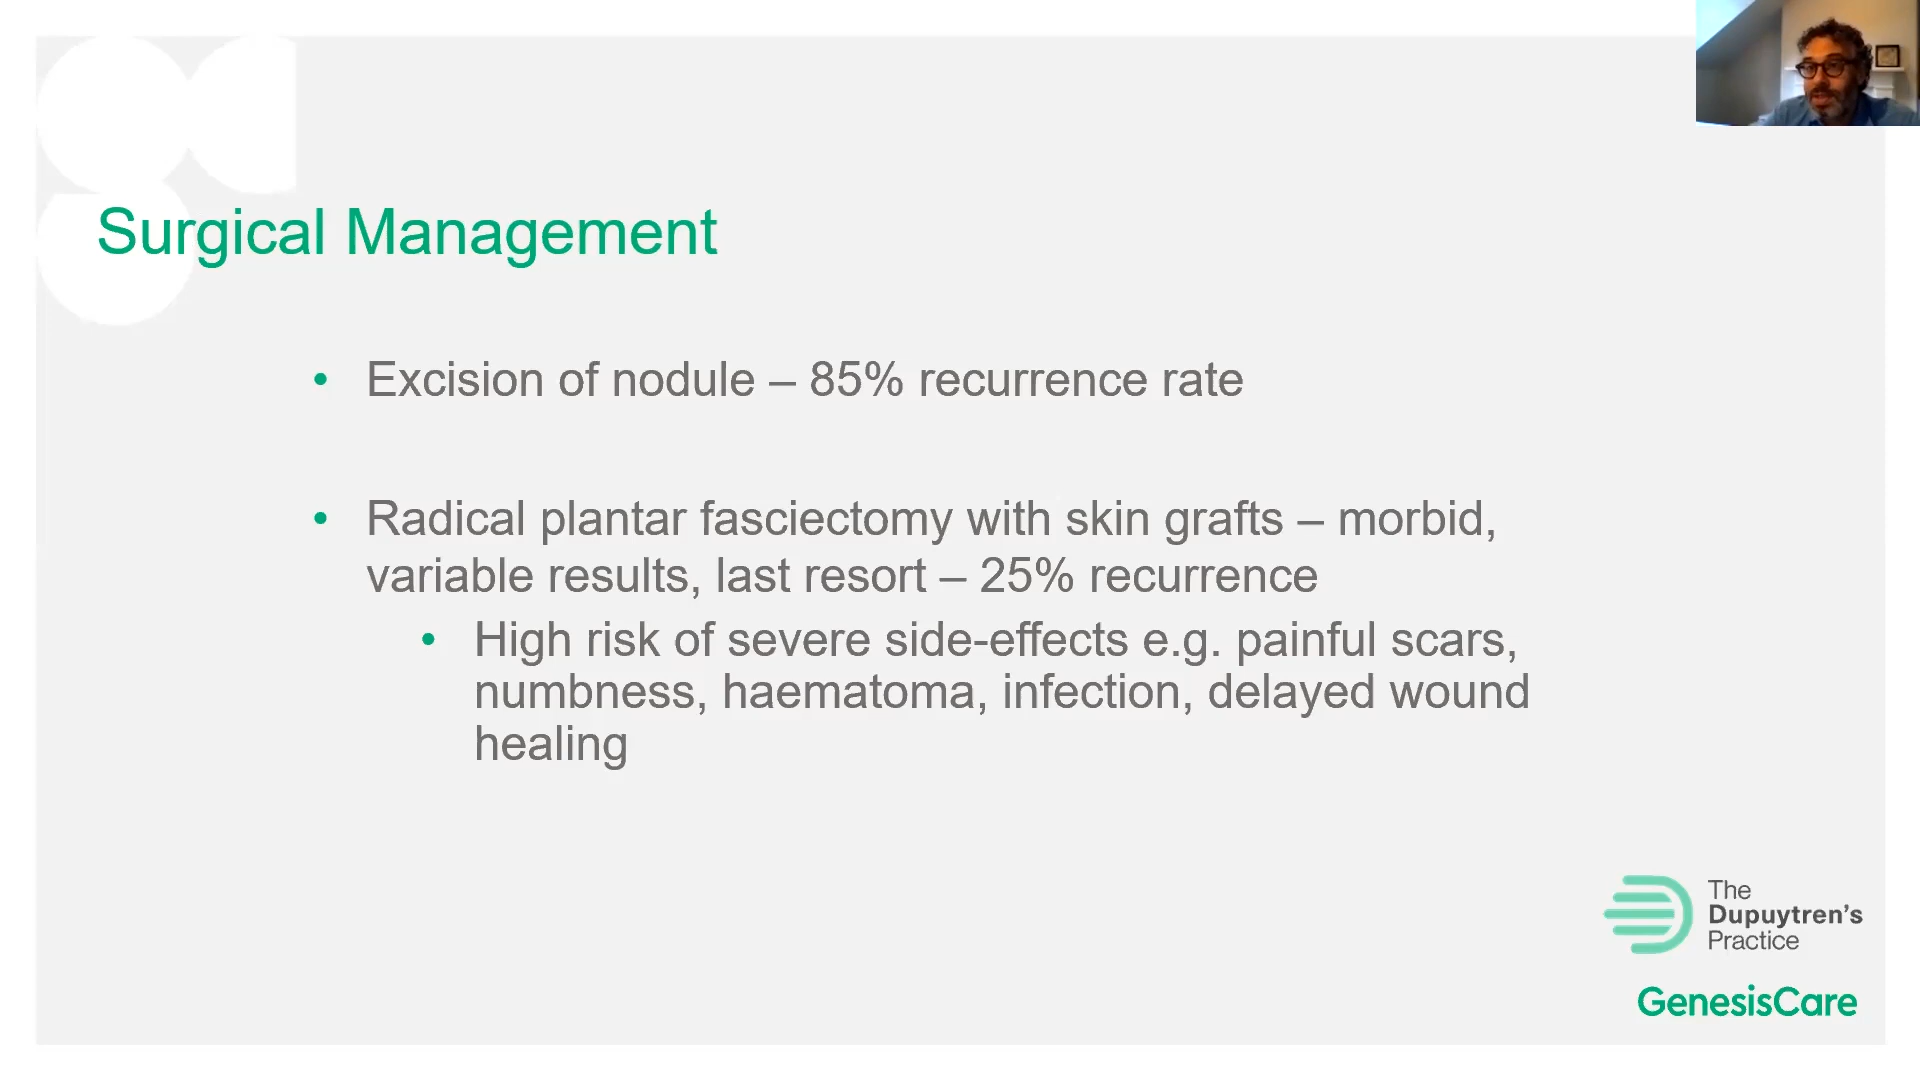 Surgical Management
• Excision of nodule – 85% recurrence rate
• Radical plantar fasciectomy with skin grafts – morbid,
variable results, last resort – 25% recurrence
• High risk of severe side-effects e.g. painful scars,
numbness, haematoma, infection, delayed wound
healing
The
Dupuytren’s
Practice
GenesisCare